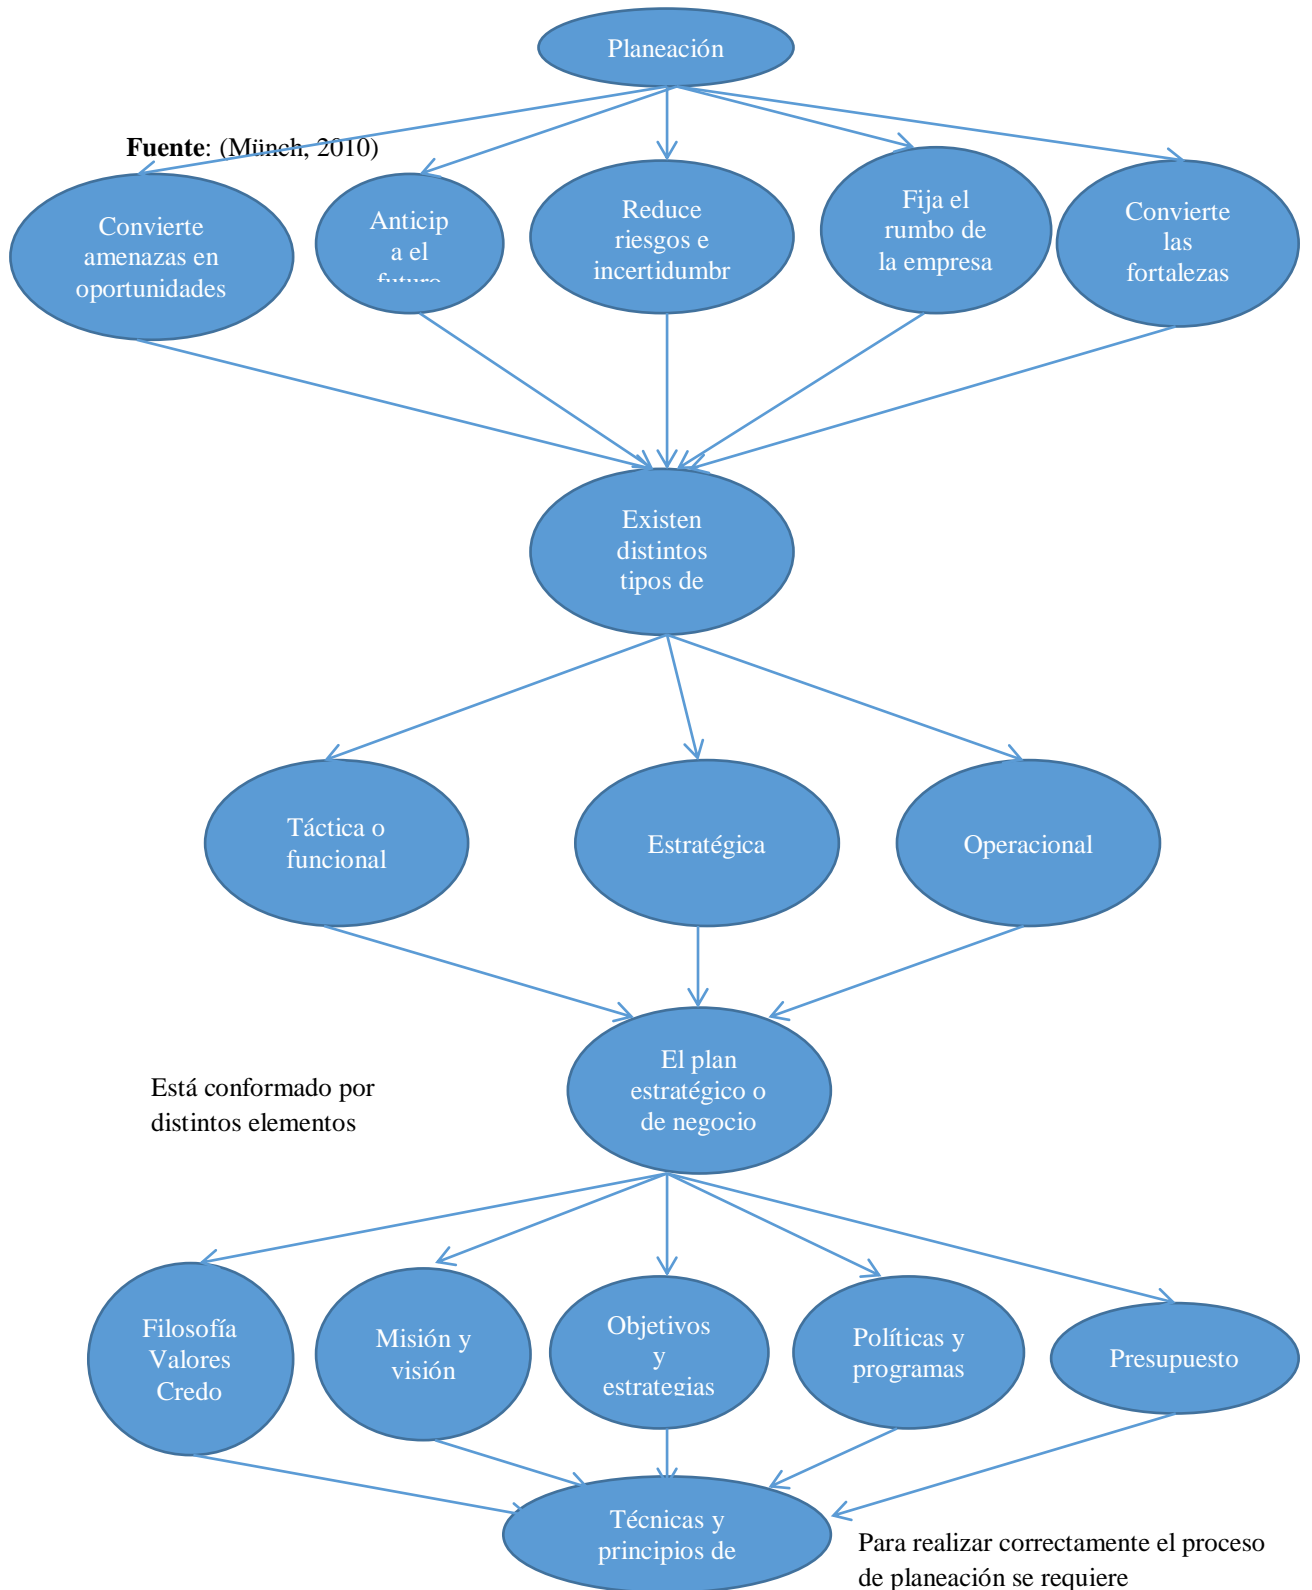 Planeación
Fuente: (Münch, 2010)
Convierte
amenazas en
oportunidades
Anticip
a el
futuro
Reduce
riesgos e
incertidumbr
Fija el
rumbo de
la empresa
Convierte
las
fortalezas
Existen
distintos
tipos de
Táctica o
funcional
Estratégica
Operacional
El plan
estratégico o
de negocio
Está conformado por
distintos elementos
Filosofía
Valores
Credo
Misión y
visión
Objetivos
y
estrategias
Políticas y
programas
Presupuesto
Técnicas y
principios de
Para realizar correctamente el proceso
de planeación se requiere